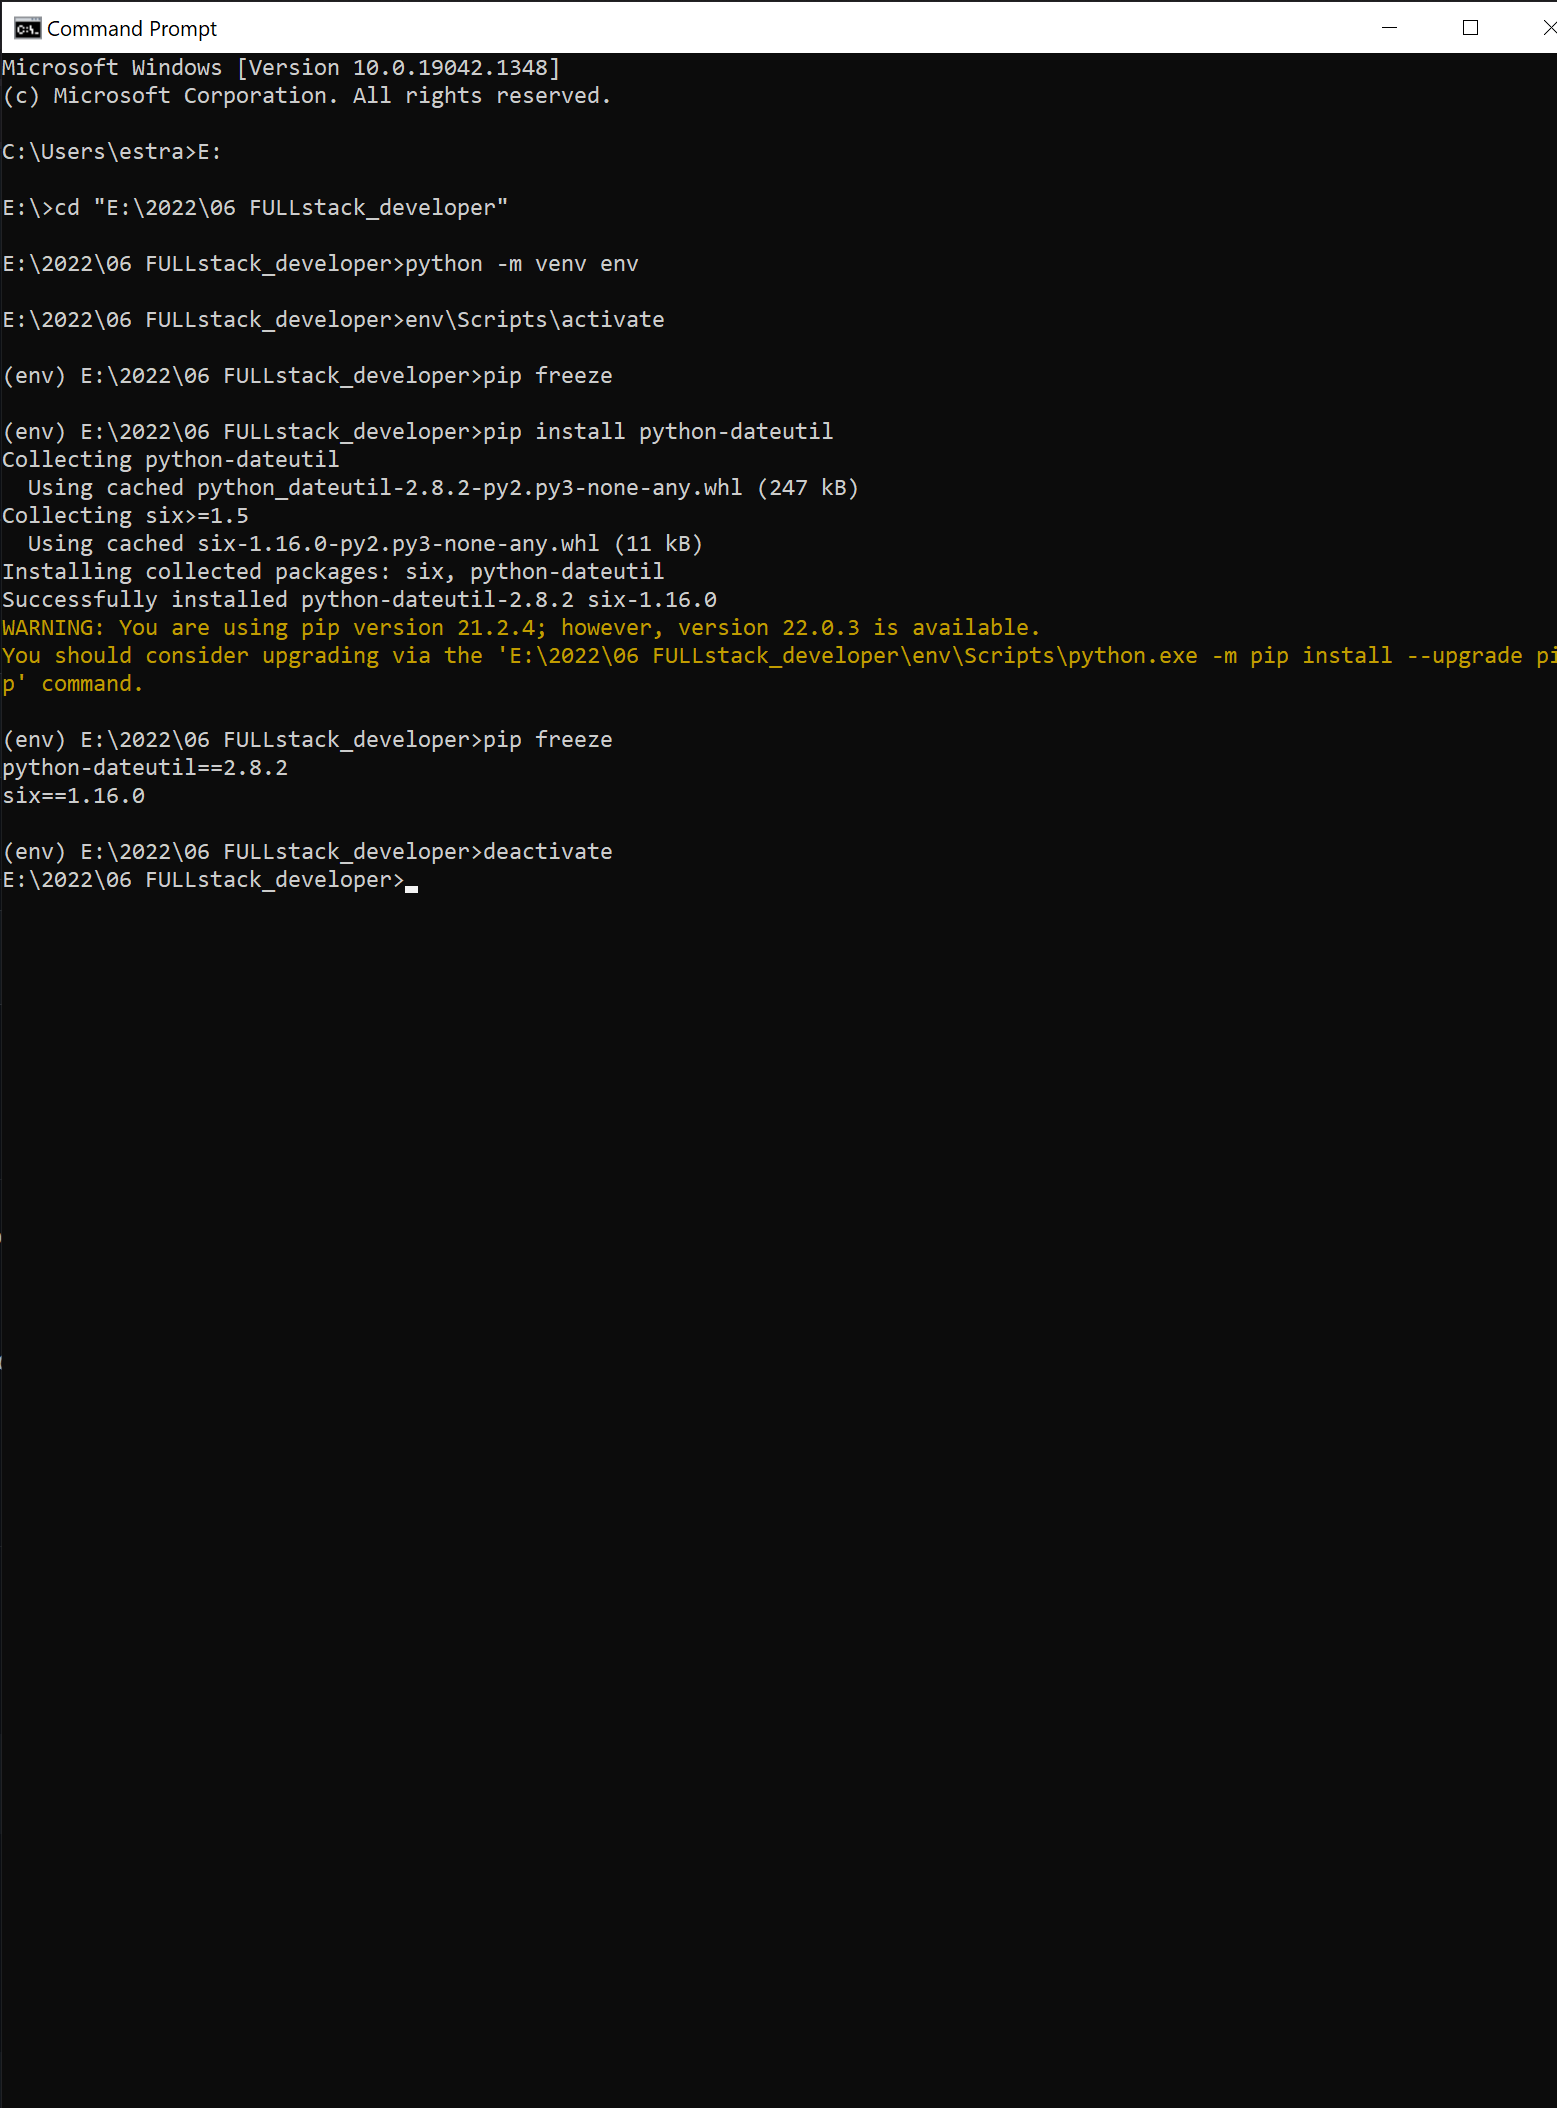 Command Prompt
Microsoft Windows [Version 10.0.19042.1348]
(c) Microsoft Corporation. All rights reserved.
C:\Users\estra>E:
E:\>cd "E:\2022\06 FULLstack_developer"
E:\2022\06 FULLstack_developer>python -m venv env
E:\2022\06 FULLstack_developer>env\Scripts\activate
(env) E:\2022\06 FULLstack_developer>pip freeze
(env) E:\2022\06 FULLstack_developer>pip install python-dateutil
Collecting python-dateutil
  Using cached python_dateutil-2.8.2-py2.py3-none-any.whl (247 kB)
Collecting six>=1.5
  Using cached six-1.16.0-py2.py3-none-any.whl (11 kB)
Installing collected packages: six, python-dateutil
Successfully installed python-dateutil-2.8.2 six-1.16.0
WARNING: You are using pip version 21.2.4; however, version 22.0.3 is available.
You should consider upgrading via the 'E:\2022\06 FULLstack_developer\env\Scripts\python.exe -m pip install --upgrade pi
p' command.
(env) E:\2022\06 FULLstack_developer>pip freeze
python-dateutil==2.8.2
six==1.16.0
(env) E:\2022\06 FULLstack_developer>deactivate
E:\2022\06 FULLstack_developer>